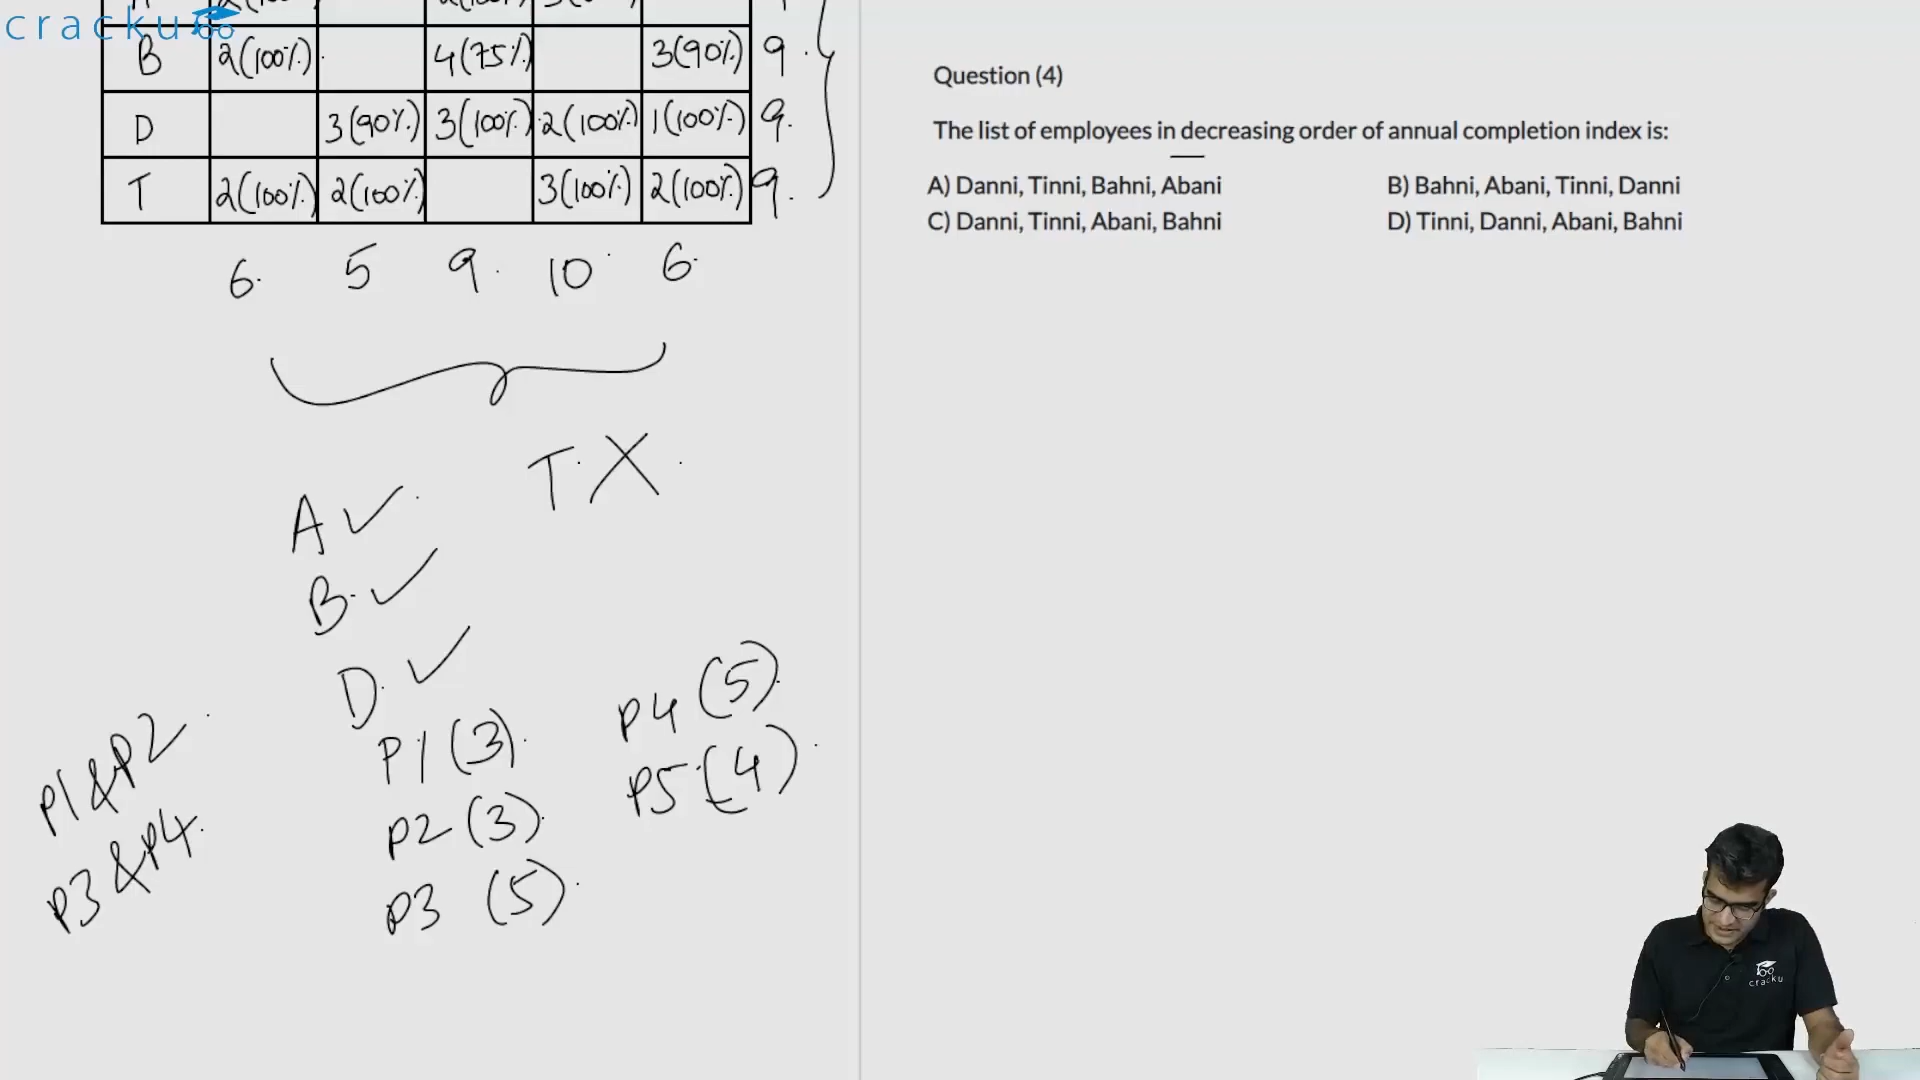 cracku
B 2(100%) 4(75%) 3(90%) 9
D 3(90%) 3(100%) 2(100%) 1(100%) 9.
T 2(100%) 2(100%) 3(100%) 2(100%) 9.
6. 5 9. 10 6.
T. X
A ✓
B. ✓
D. ✓
P1 (3)
P2 (3)
P3 (5)
P4 (5)
P5 (4)
P1 & P2
P3 & P4
Question (4)
The list of employees in decreasing order of annual completion index is:
A) Danni, Tinni, Bahni, Abani
B) Bahni, Abani, Tinni, Danni
C) Danni, Tinni, Abani, Bahni
D) Tinni, Danni, Abani, Bahni
cracku